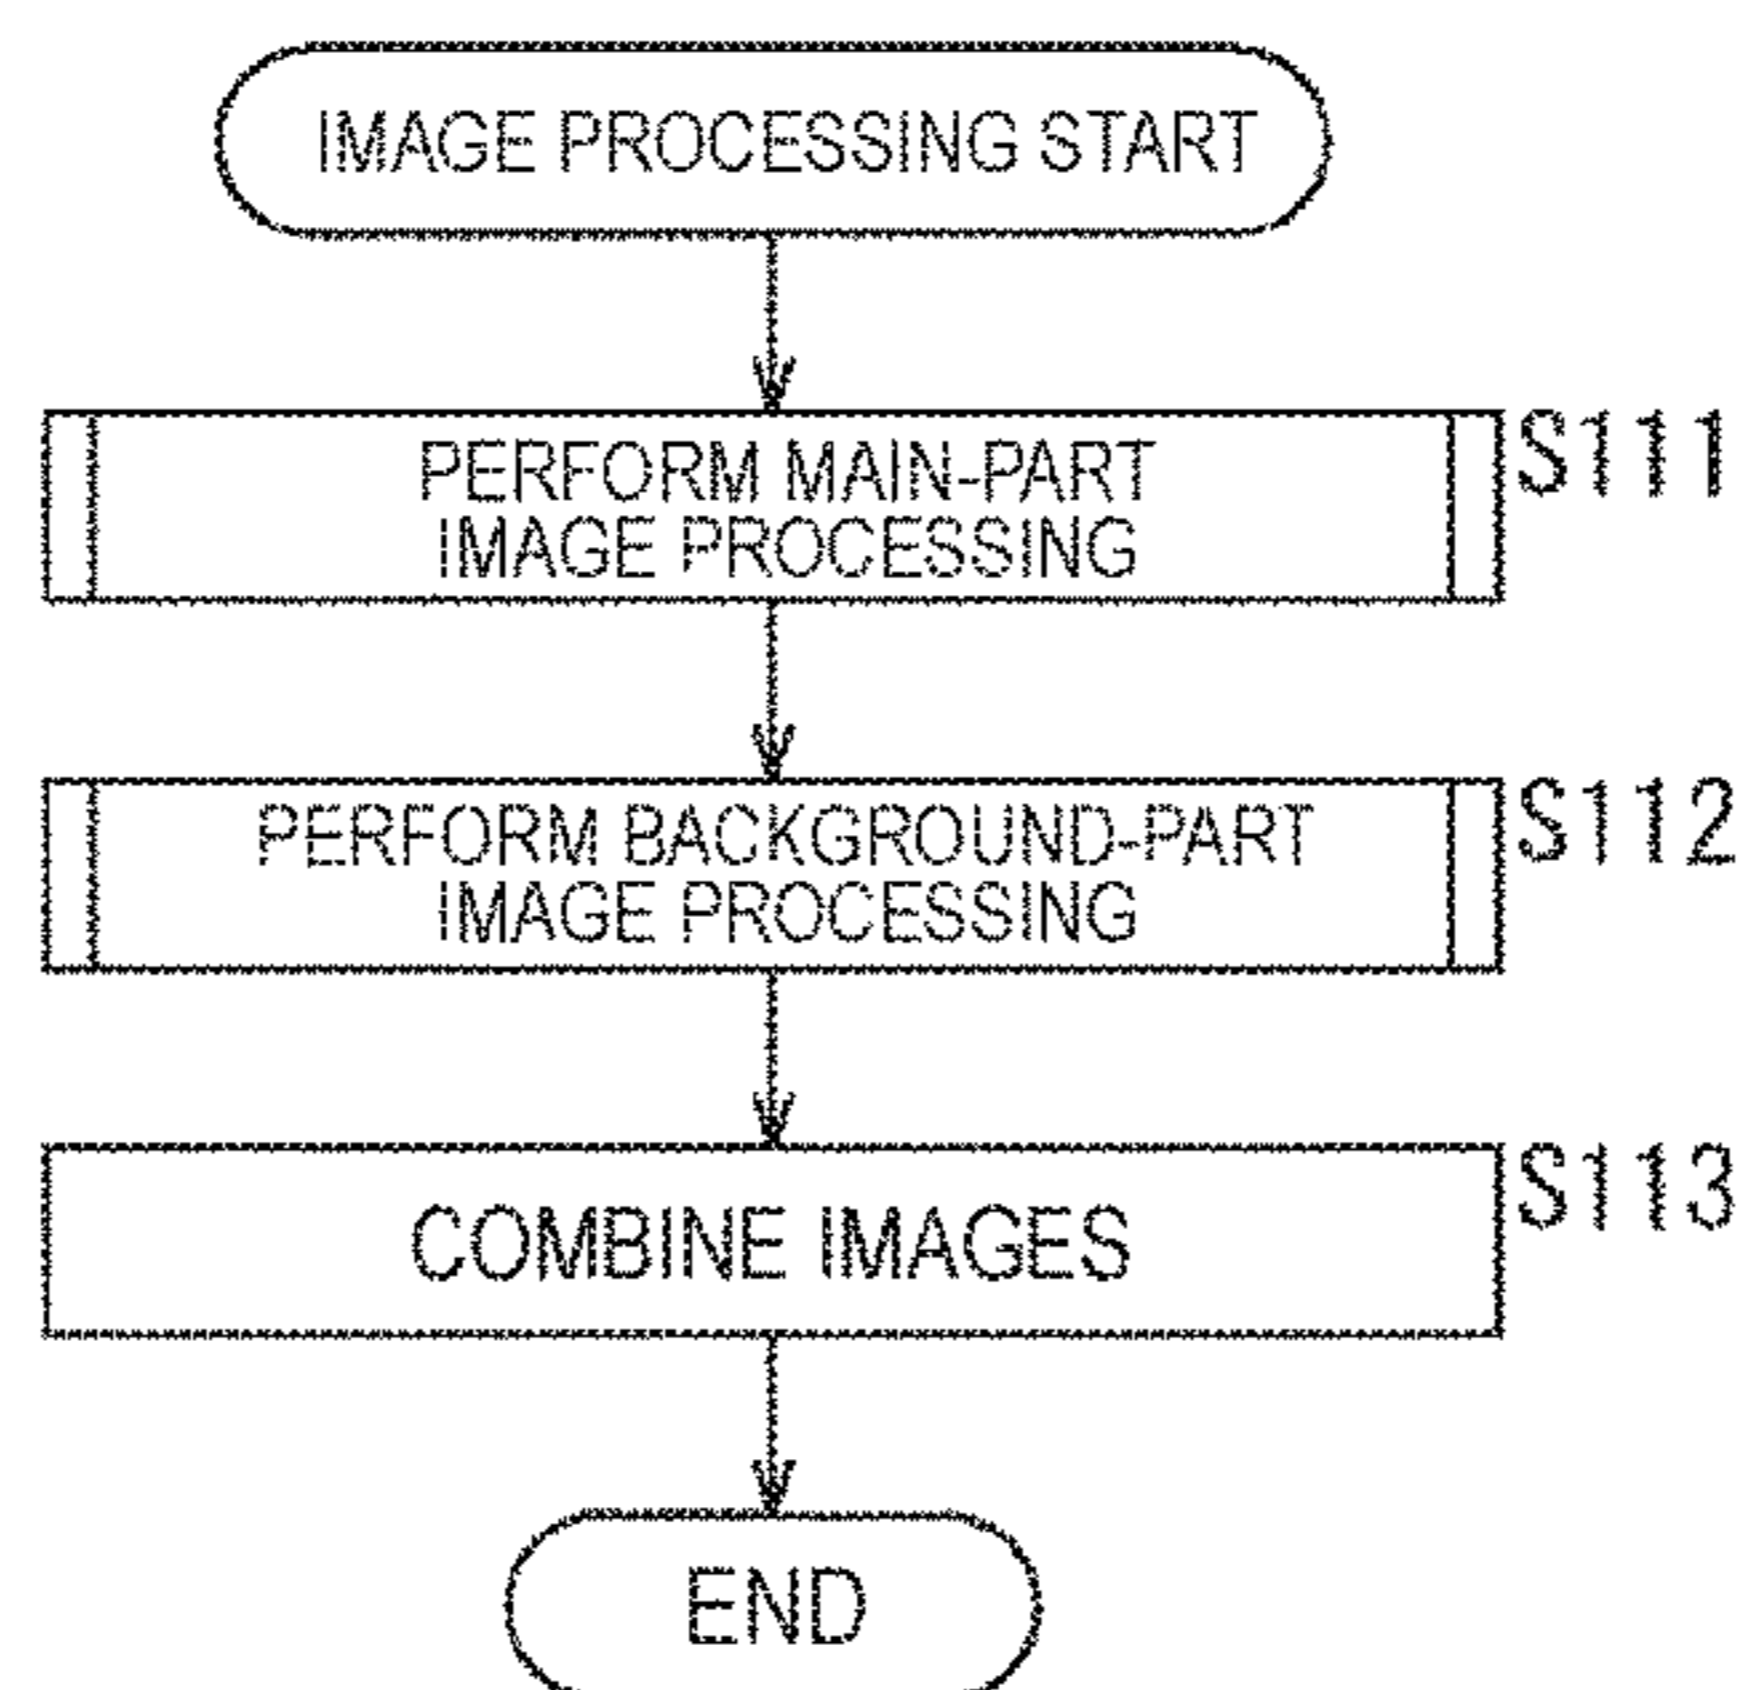 IMAGE PROCESSING START
PERFORM MAIN-PART
IMAGE PROCESSING
S111
PERFORM BACKGROUND-PART
IMAGE PROCESSING
S112
COMBINE IMAGES
S113
END